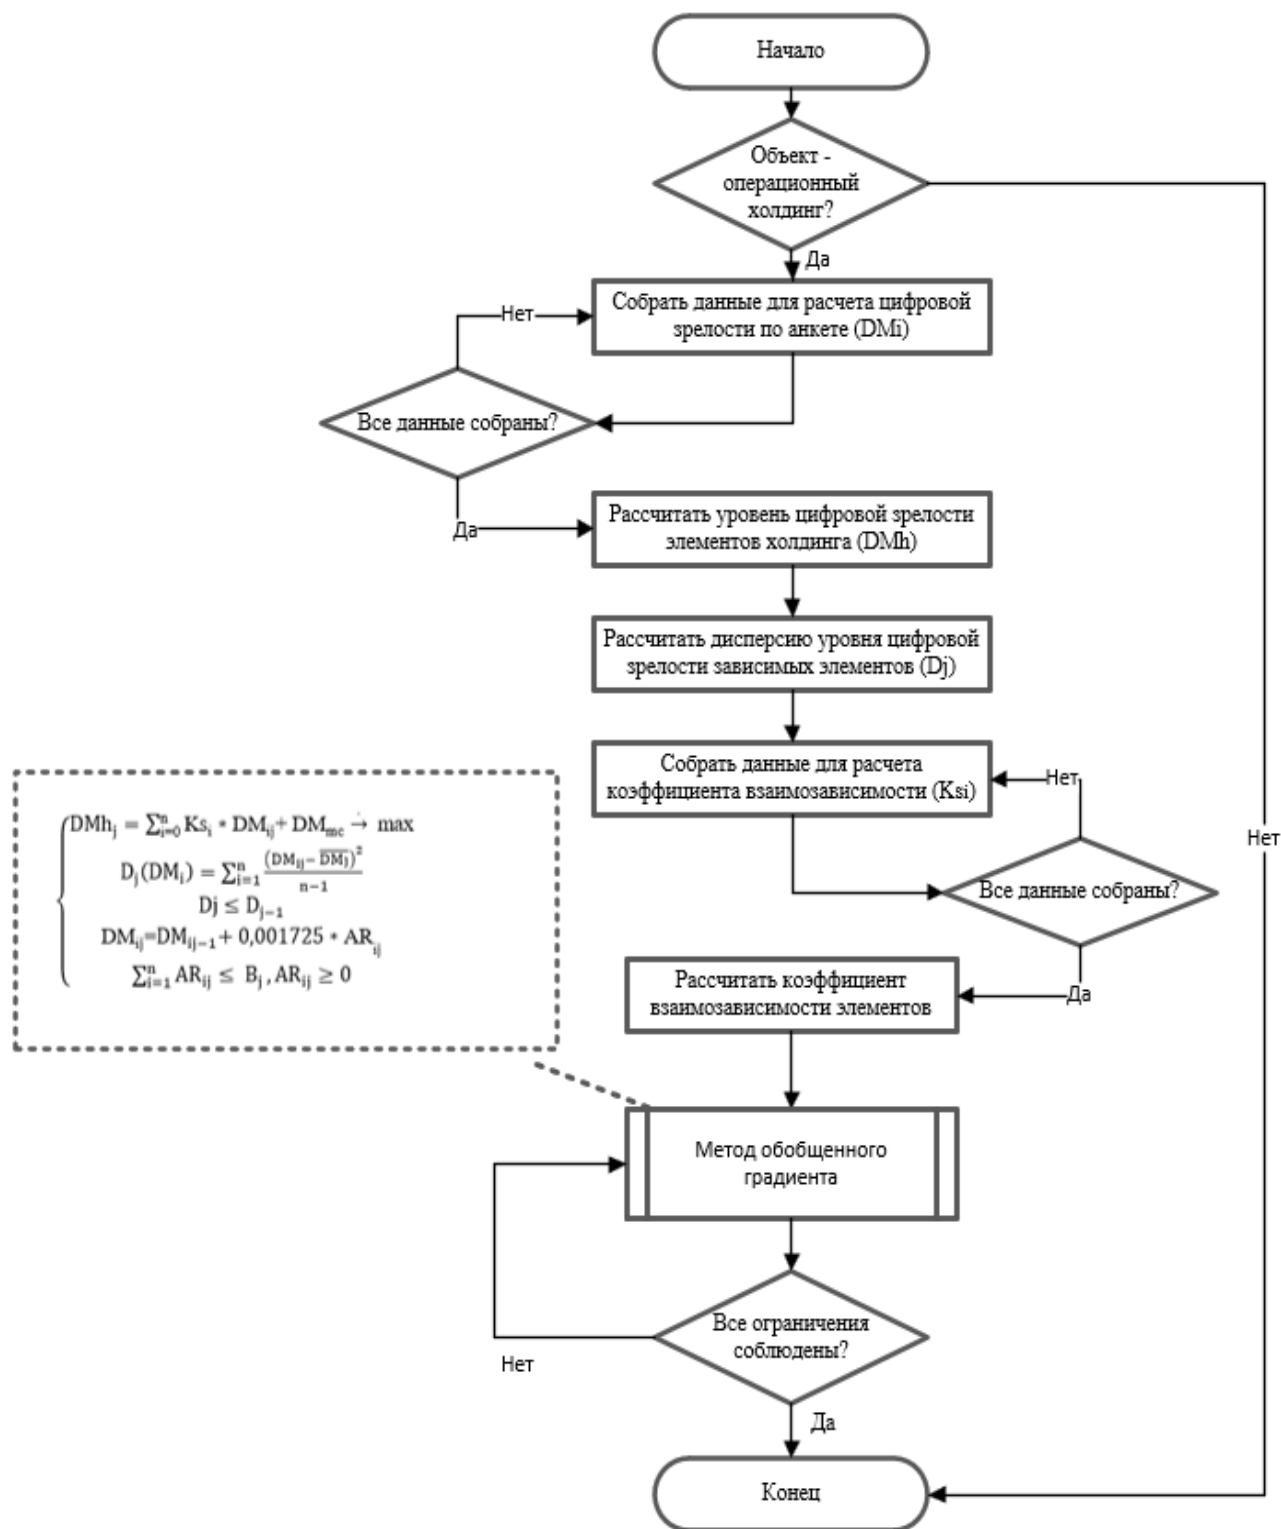 Начало
Объект -
операционный
холдинг?
Да
Собрать данные для расчета цифровой
зрелости по анкете (DMi)
Нет
Все данные собраны?
Да
Рассчитать уровень цифровой зрелости
элементов холдинга (DMh)
Рассчитать дисперсию уровня цифровой
зрелости зависимых элементов (Dj)
Собрать данные для расчета
коэффициента взаимозависимости (Ksi)
Нет
Нет
Все данные собраны?
Да
Рассчитать коэффициент
взаимозависимости элементов
DMhⱼ = ∑ⁿᵢ₌₀ Ksᵢ * DMᵢⱼ+ DM_mc → max
Dⱼ(DMᵢ) = ∑ⁿᵢ₌₁ (DMᵢⱼ− D̅M̅ⱼ)² / n−1
Dj ≤ Dⱼ₋₁
DMᵢⱼ=DMᵢⱼ₋₁ + 0,001725 * ARᵢⱼ
∑ⁿᵢ₌₁ ARᵢⱼ ≤ Bⱼ , ARᵢⱼ ≥ 0
Метод обобщенного
градиента
Все ограничения
соблюдены?
Нет
Да
Конец